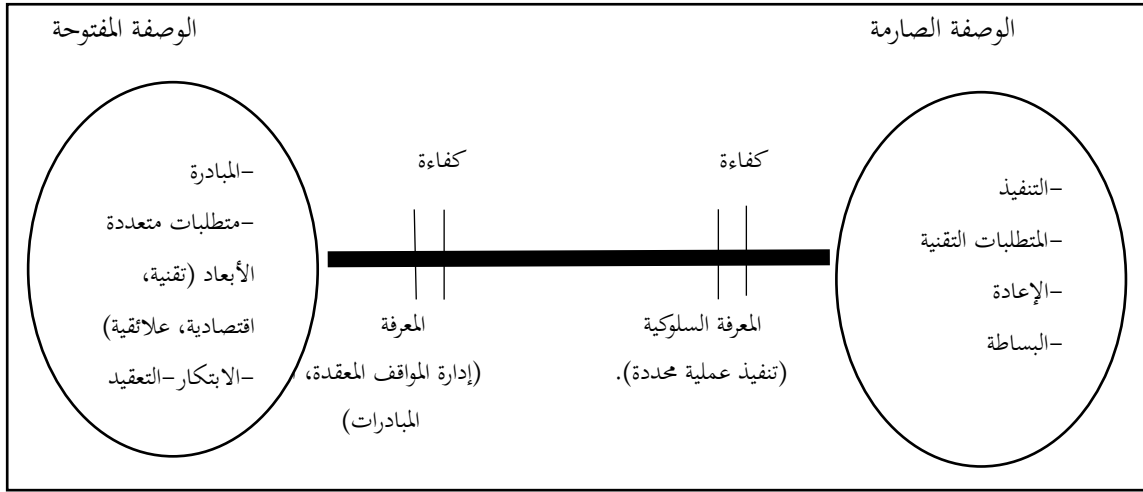 الوصفة الصارمة
الوصفة المفتوحة
-التنفيذ
-المتطلبات التقنية
-الإعادة
-البساطة
كفاءة
كفاءة
المعرفة السلوكية
(تنفيذ عملية محددة).
المعرفة
(إدارة المواقف المعقدة،
المبادرات)
-المبادرة
-متطلبات متعددة
الأبعاد (تقنية،
اقتصادية، علائقية)
-الابتكار-التعقيد